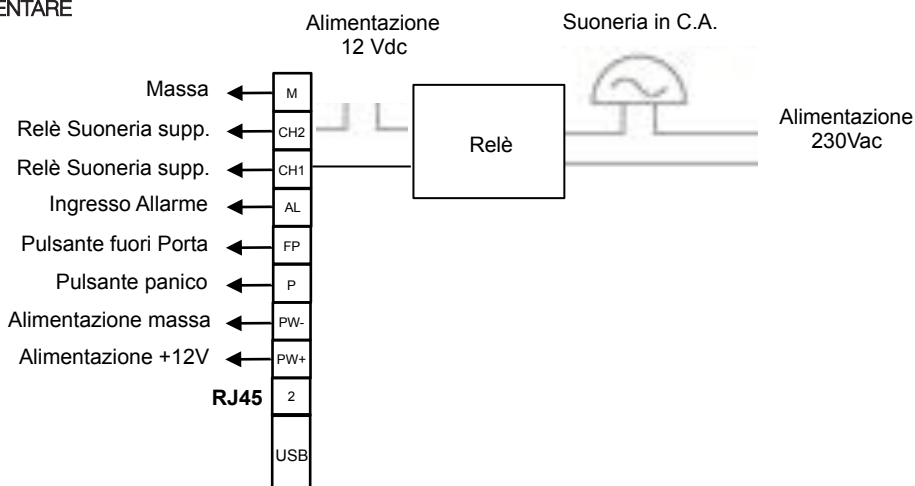 Alimentazione
12 Vdc
Suoneria in C.A.
Massa
M
Relè Suoneria supp.
CH2
Relè
Alimentazione
230Vac
Relè Suoneria supp.
CH1
Ingresso Allarme
AL
Pulsante fuori Porta
FP
Pulsante panico
P
Alimentazione massa
PW-
Alimentazione +12V
PW+
RJ45
2
USB